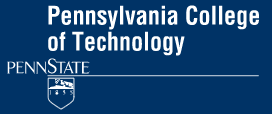 Pennsylvania College
of Technology
PENNSTATE
1855